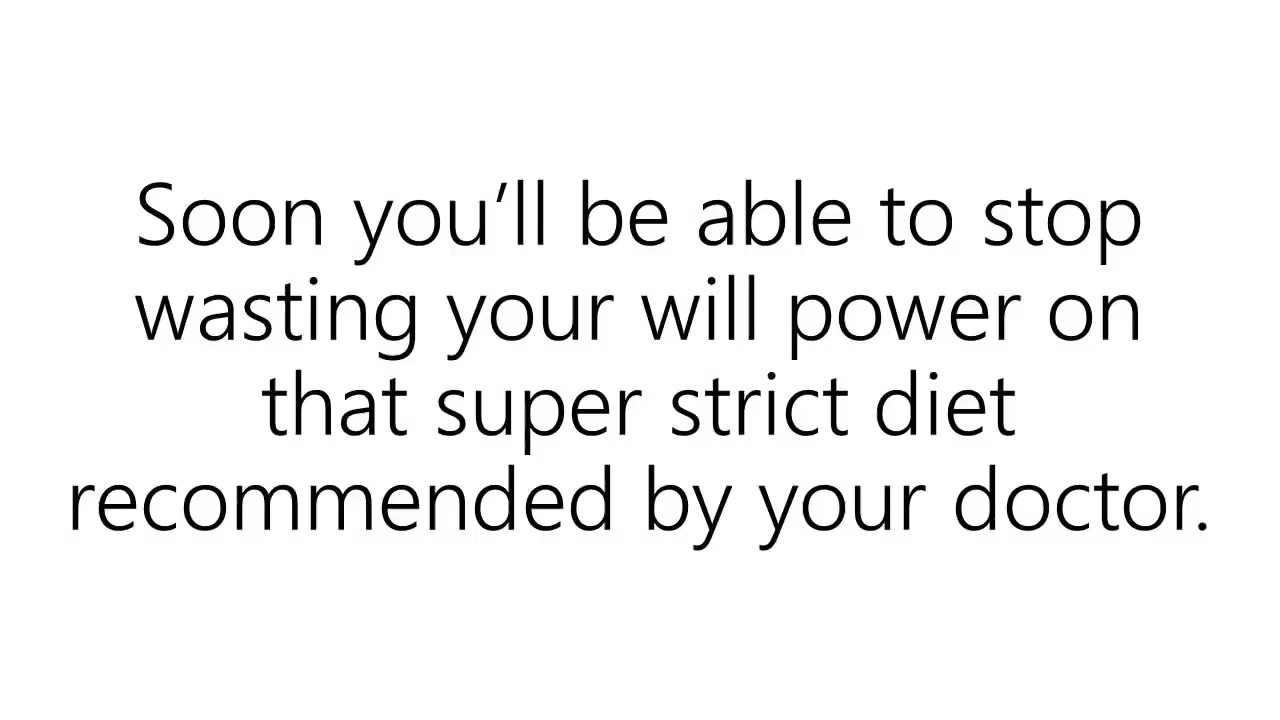 Soon you’ll be able to stop
wasting your will power on
that super strict diet
recommended by your doctor.